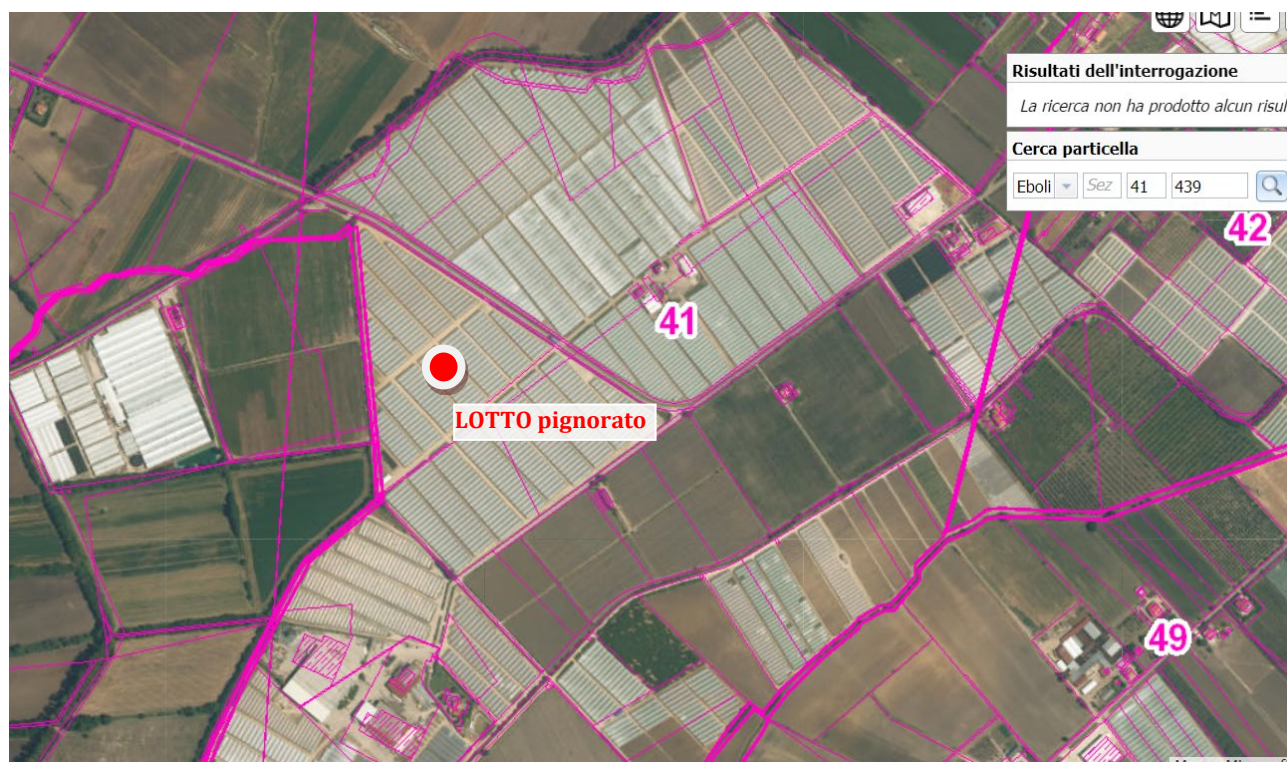 Risultati dell'interrogazione
La ricerca non ha prodotto alcun
Cerca particella
Eboli Sez 41 439
42
41
LOTTO pignorato
49